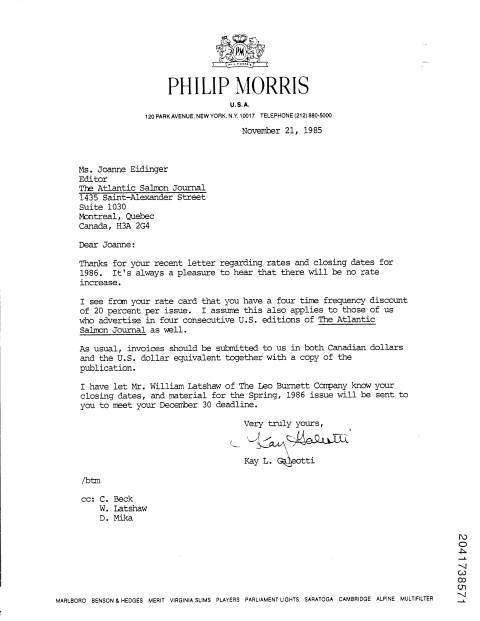 PM
PHILIP MORRIS
U.S.A.
120 PARK AVENUE, NEW YORK, N.Y. 10017 TELEPHONE (212) 880-5000
November 21, 1985
Ms. Joanne Eidinger
Editor
The Atlantic Salmon Journal
1435 Saint-Alexander Street
Suite 1030
Montreal, Quebec
Canada, H3A 2G4
Dear Joanne:
Thanks for your recent letter regarding rates and closing dates for
1986. It's always a pleasure to hear that there will be no rate
increase.
I see from your rate card that you have a four time frequency discount
of 20 percent per issue. I assume this also applies to those of us
who advertise in four consecutive U.S. editions of The Atlantic
Salmon Journal as well.
As usual, invoices should be submitted to us in both Canadian dollars
and the U.S. dollar equivalent together with a copy of the
publication.
I have let Mr. William Latshaw of The Leo Burnett Company know your
closing dates, and material for the Spring, 1986 issue will be sent to
you to meet your December 30 deadline.
Very truly yours,
Kay Galeotti
Kay L. Galeotti
/btm
cc: C. Beck
W. Latshaw
D. Mika
2041738571
MARLBORO BENSON & HEDGES MERIT VIRGINIA SLIMS PLAYERS PARLIAMENT LIGHTS SARATOGA CAMBRIDGE ALPINE MULTIFILTER